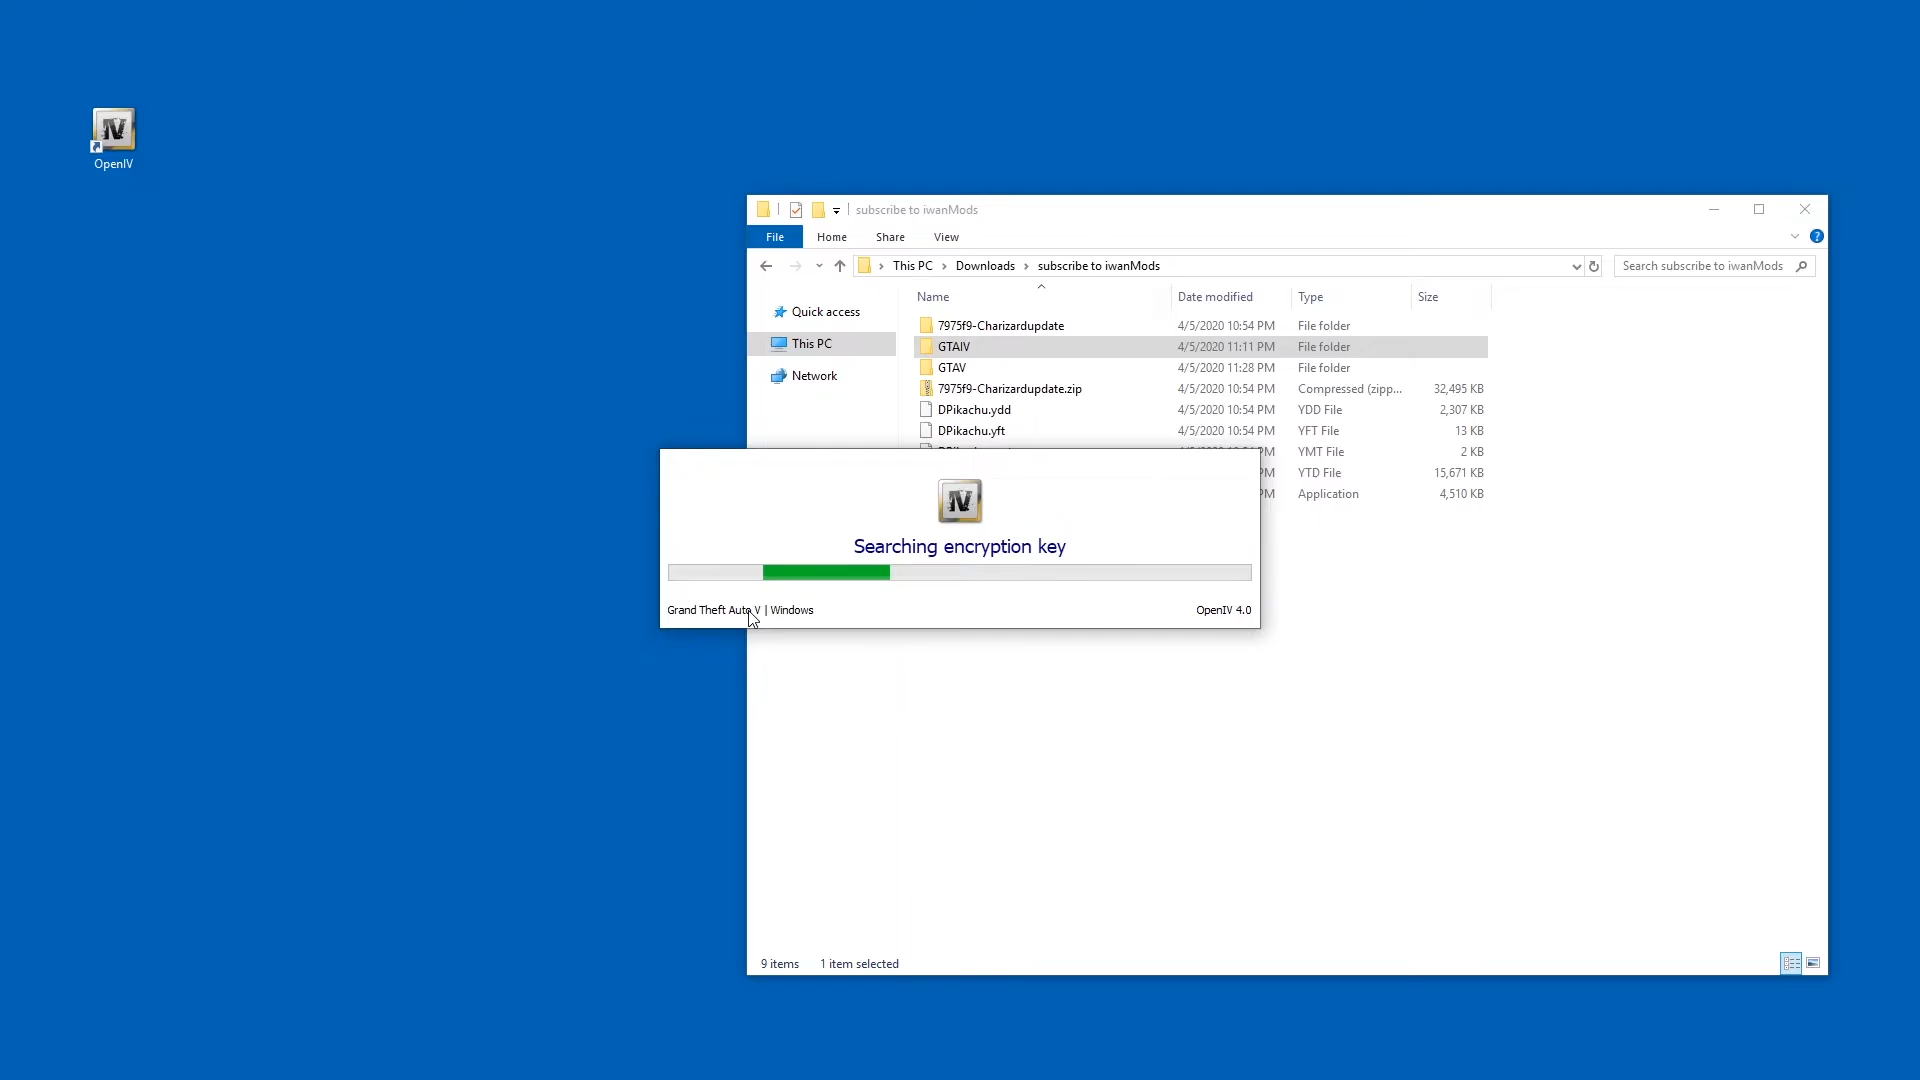 OpenIV
subscribe to iwanMods
File Home Share View
This PC Downloads subscribe to iwanMods Search subscribe to iwanMods
Name Date modified Type Size
Quick access
This PC
Network
7975f9-Charizardupdate 4/5/2020 10:54 PM File folder
GTAIV 4/5/2020 11:11 PM File folder
GTAV 4/5/2020 11:28 PM File folder
7975f9-Charizardupdate.zip 4/5/2020 10:54 PM Compressed (zipp... 32,495 KB
DPikachu.ydd 4/5/2020 10:54 PM YDD File 2,307 KB
DPikachu.yft 4/5/2020 10:54 PM YFT File 13 KB
PM YMT File 2 KB
PM YTD File 15,671 KB
PM Application 4,510 KB
IV
Searching encryption key
Grand Theft Auto V | Windows OpenIV 4.0
9 items 1 item selected